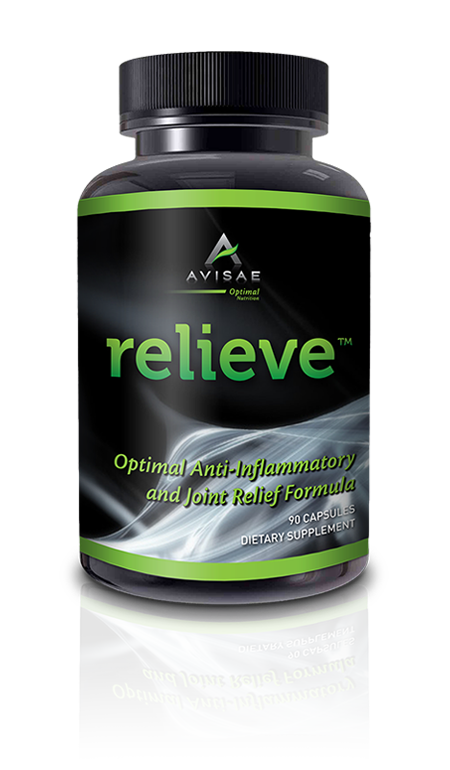 AVISAE
Optimal
Nutrition
relieve™
Optimal Anti-Inflammatory
and Joint Relief Formula
90 CAPSULES
DIETARY SUPPLEMENT